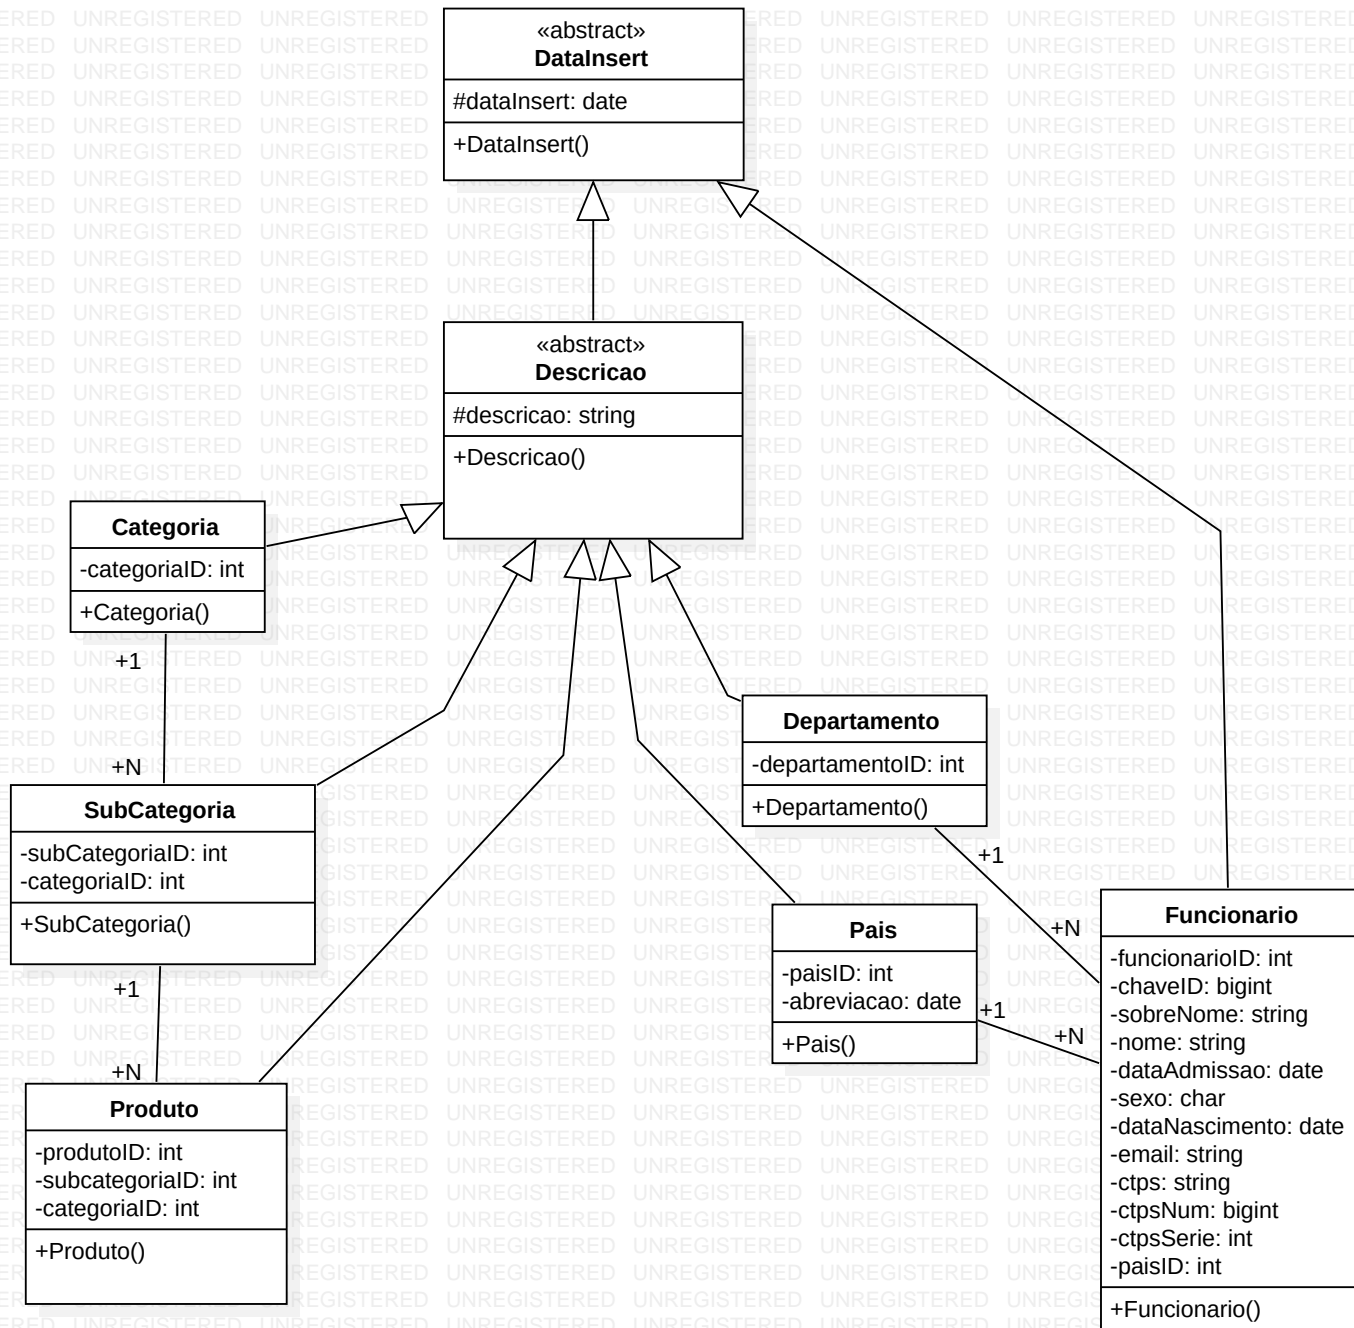 «abstract»
DataInsert
#dataInsert: date
+DataInsert()
«abstract»
Descricao
#descricao: string
+Descricao()
Categoria
-categoriaID: int
+Categoria()
+1
+N
SubCategoria
-subCategoriaID: int
-categoriaID: int
+SubCategoria()
+1
+N
Produto
-produtoID: int
-subcategoriaID: int
-categoriaID: int
+Produto()
Departamento
-departamentoID: int
+Departamento()
+1
+N
Pais
-paisID: int
-abreviacao: date
+Pais()
+1
+N
Funcionario
-funcionarioID: int
-chaveID: bigint
-sobreNome: string
-nome: string
-dataAdmissao: date
-sexo: char
-dataNascimento: date
-email: string
-ctps: string
-ctpsNum: bigint
-ctpsSerie: int
-paisID: int
+Funcionario()
UNREGISTERED